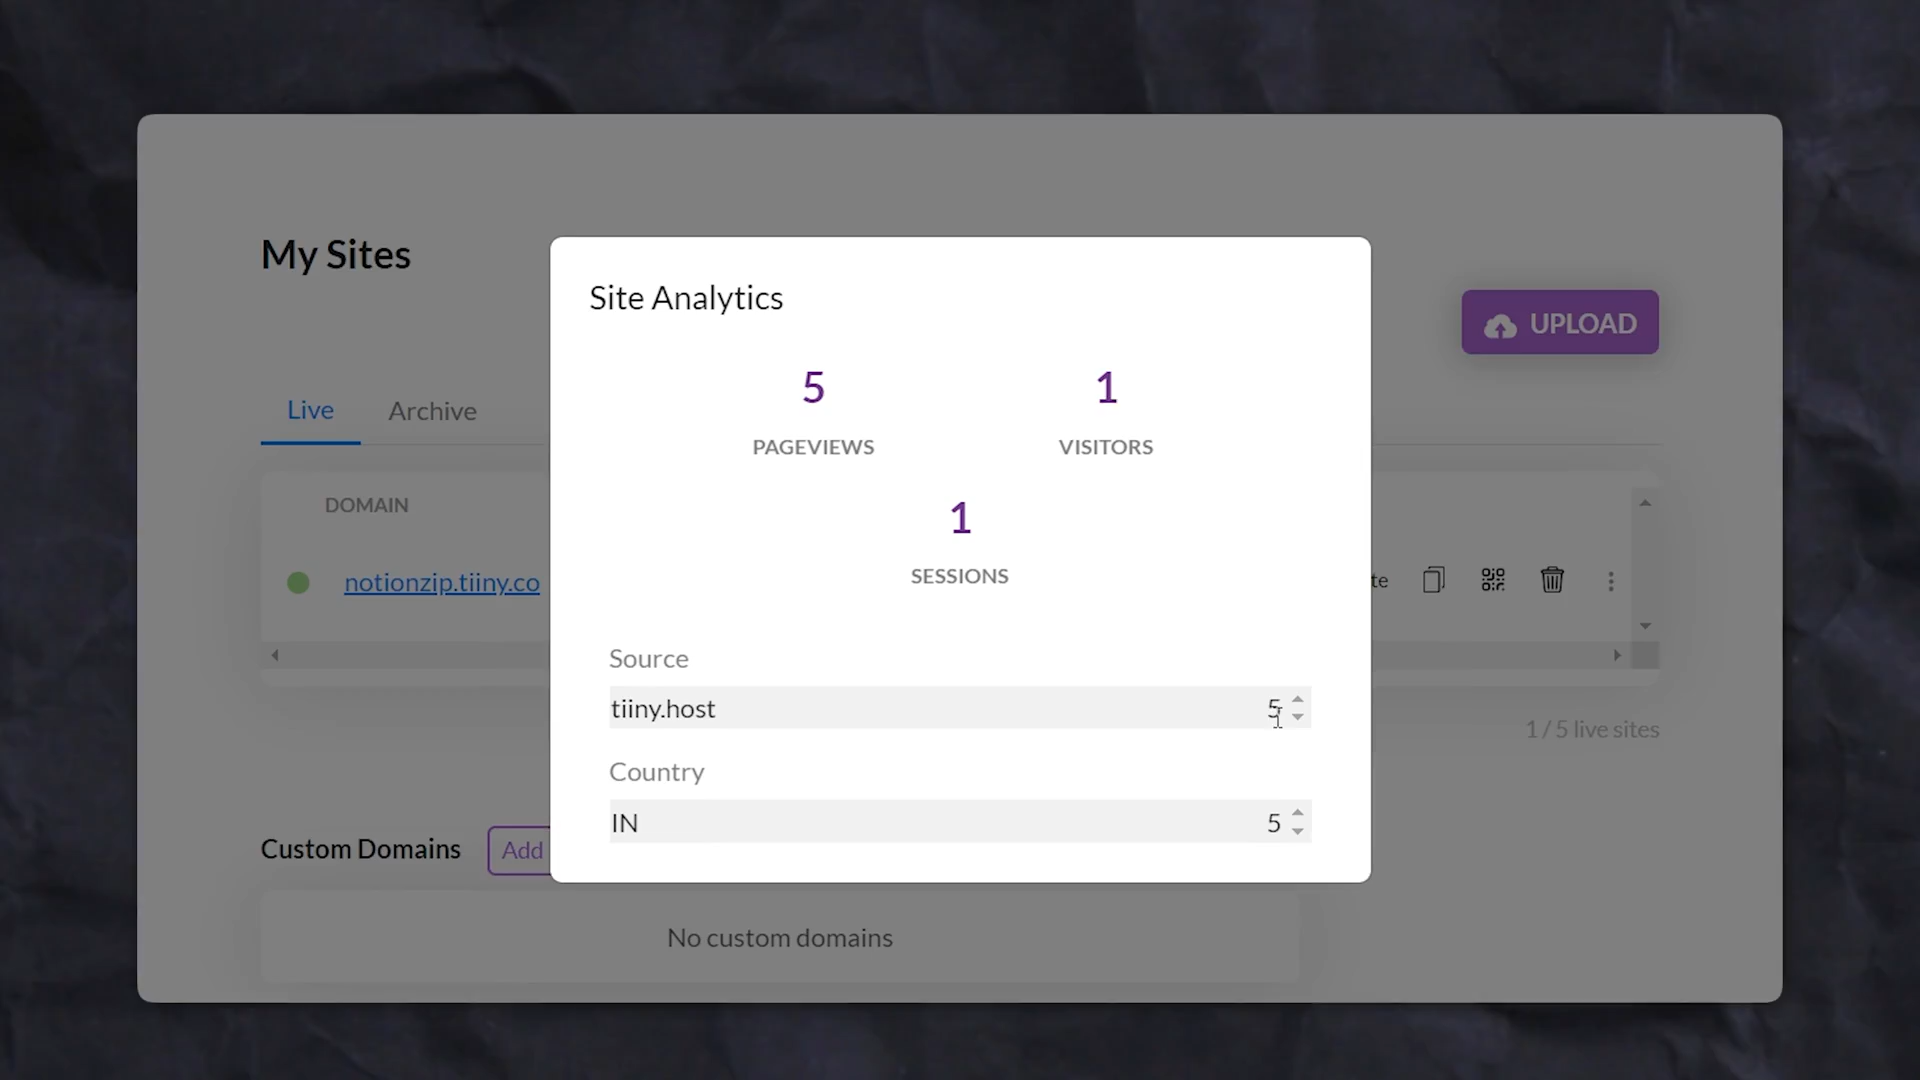 My Sites
UPLOAD
Live
Archive
DOMAIN
notionzip.tiiny.co
te
1 / 5 live sites
Custom Domains
Add
No custom domains
Site Analytics
5
PAGEVIEWS
1
VISITORS
1
SESSIONS
Source
tiiny.host 5
Country
IN 5